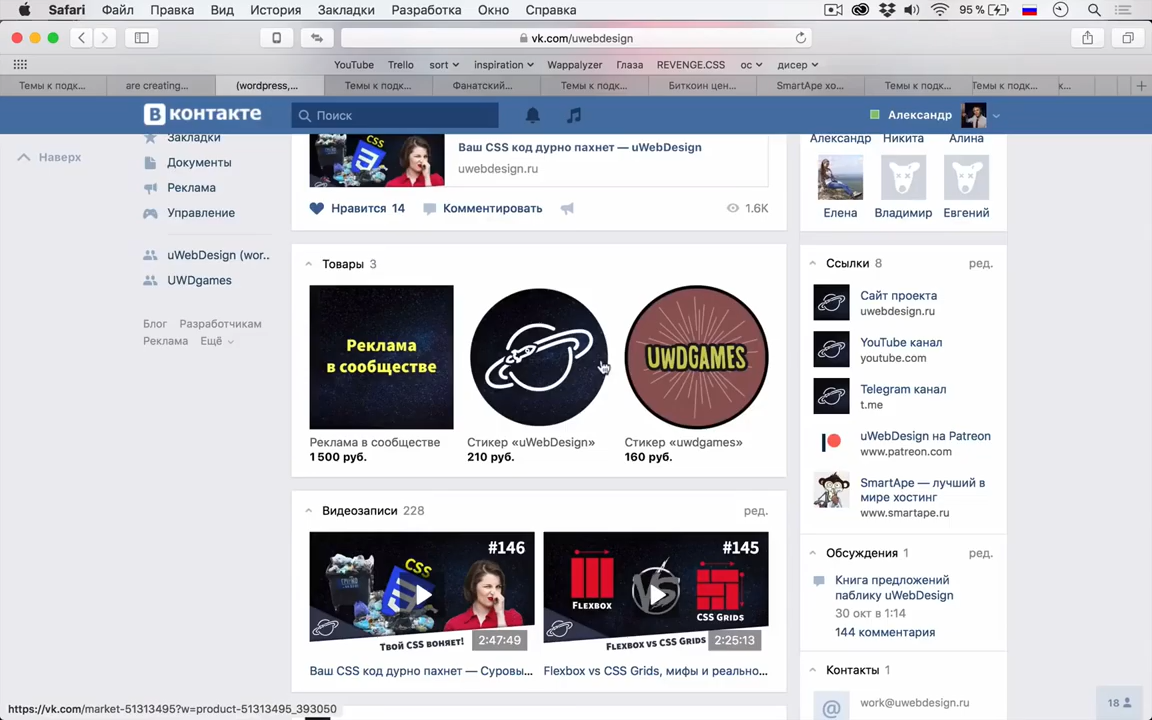 Safari Файл Правка Вид История Закладки Разработка Окно Справка 95 %
vk.com/uwebdesign
YouTube Trello sort inspiration Wappalyzer Глаза REVENGE.CSS ос дисер
Темы к подк... are creating... (wordpress,... Темы к подк... Фанатский... Темы к подк... Биткоин цен... SmartApe хо... Темы к подк... Темы к подк... к...
В контакте Поиск Александр
Наверх
Закладки
Документы
Реклама
Управление
uWebDesign (wor..
UWDgames
Блог Разработчикам
Реклама Ещё
CSS
Ваш CSS код дурно пахнет — uWebDesign
uwebdesign.ru
Нравится 14 Комментировать 1.6K
Товары 3
Реклама
в сообществе
UWDGAMES
Реклама в сообществе Стикер «uWebDesign» Стикер «uwdgames»
1 500 руб. 210 руб. 160 руб.
Видеозаписи 228 ред.
#146
CSS
Твой CSS воняет!
2:47:49
#145
Flexbox VS CSS Grids
Flexbox vs CSS Grids
2:25:13
Ваш CSS код дурно пахнет — Суровы... Flexbox vs CSS Grids, мифы и реально...
Александр Никита Алина
Елена Владимир Евгений
Ссылки 8 ред.
Сайт проекта
uwebdesign.ru
YouTube канал
youtube.com
Telegram канал
t.me
uWebDesign на Patreon
www.patreon.com
SmartApe — лучший в
мире хостинг
www.smartape.ru
Обсуждения 1 ред.
Книга предложений
паблику uWebDesign
30 окт в 1:14
144 комментария
Контакты 1
work@uwebdesign.ru
18
https://vk.com/market-51313495?w=product-51313495_393050